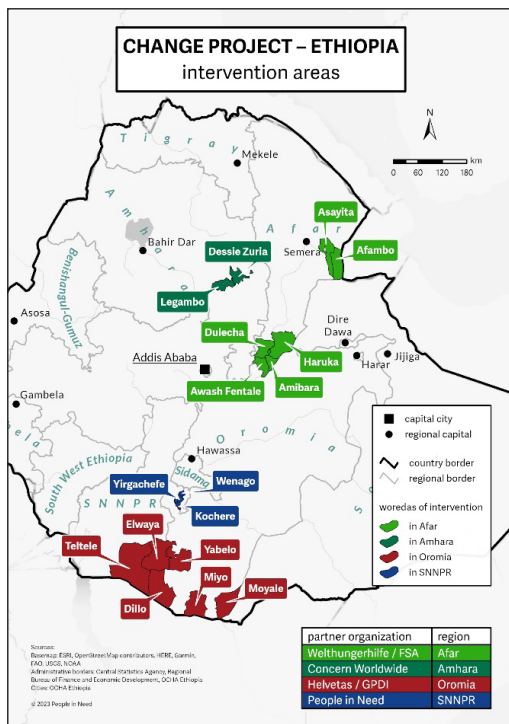 CHANGE PROJECT – ETHIOPIA
intervention areas
N
km
0 60 120 180
Tigray
Mekele
Amhara
Afar
Asayita
Semera
Afambo
Bahir Dar
Dessie Zuria
Legambo
Benishangul-Gumuz
Asosa
Dulecha
Dire
Dawa
Haruka
Harar
Jijiga
Addis Ababa
Awash Fentale
Amibara
Gambela
Oromia
Hawassa
Sidama
South West Ethiopia
Yirgachefe
Wenago
SNNPR
Kochere
Elwaya
Teltele
Yabelo
Miyo
Moyale
Dillo
capital city
regional capital
country border
regional border
woredas of intervention
in Afar
in Amhara
in Oromia
in SNNPR
partner organization region
Welthungerhilfe / FSA Afar
Concern Worldwide Amhara
Helvetas / GPDI Oromia
People in Need SNNPR
Sources:
Basemap: ESRI, OpenStreetMap contributors, HERE, Garmin,
FAO, USGS, NOAA
Administrative borders: Central Statistics Agency, Regional
Bureau of Finance and Economic Development, OCHA Ethiopia
Cities: OCHA Ethiopia
© 2023 People in Need